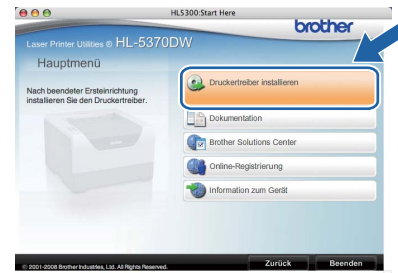 HL5300:Start Here
brother
Laser Printer Utilities ® HL-5370DW
Hauptmenü
Nach beendeter Ersteinrichtung
installieren Sie den Druckertreiber.
Druckertreiber installieren
Dokumentation
Brother Solutions Center
Online-Registrierung
Information zum Gerät
© 2001-2008 Brother Industries, Ltd. All Rights Reserved.
Zurück
Beenden